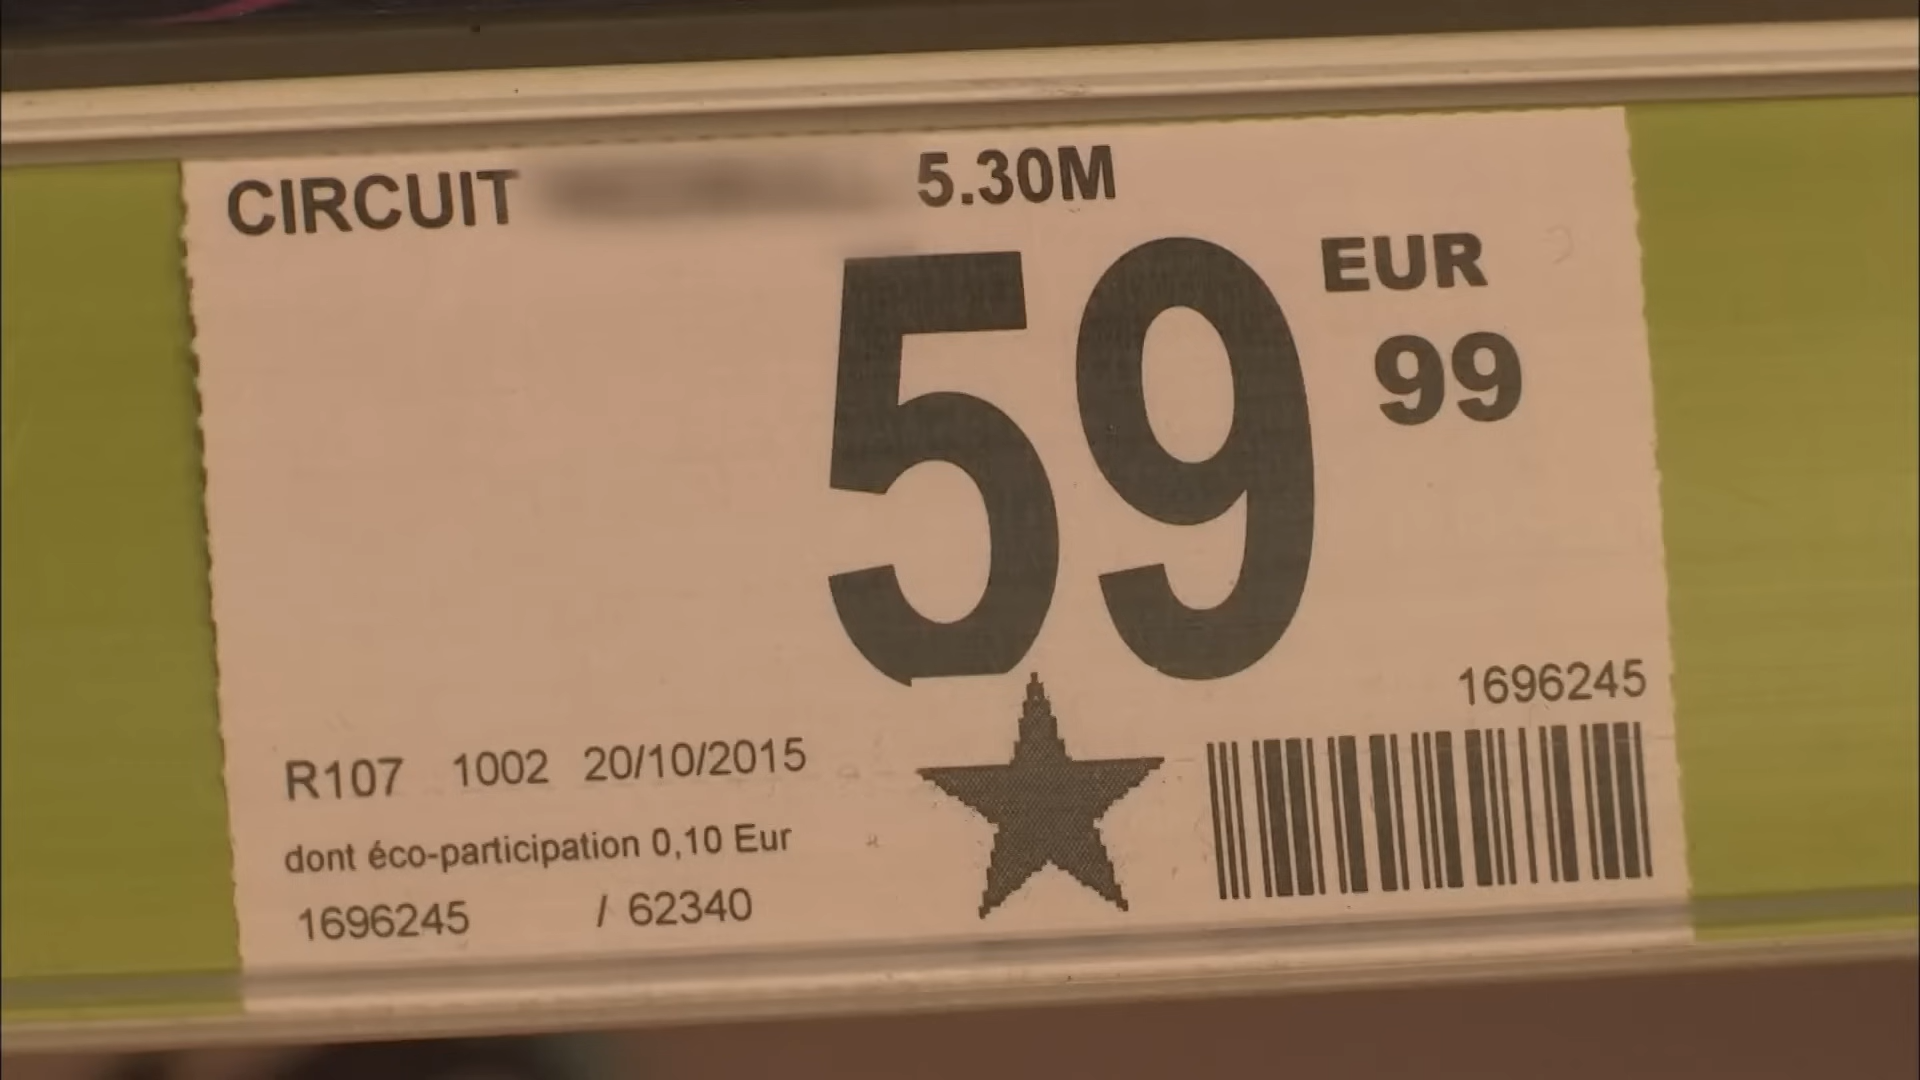 CIRCUIT 5.30M
59 EUR 99
1696245
R107 1002 20/10/2015
dont éco-participation 0,10 Eur
1696245 / 62340